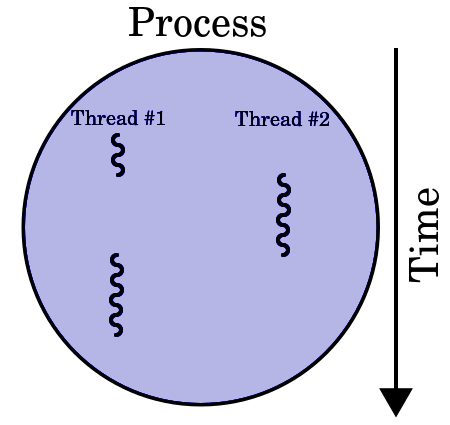 Process
Thread #1
Thread #2
Time